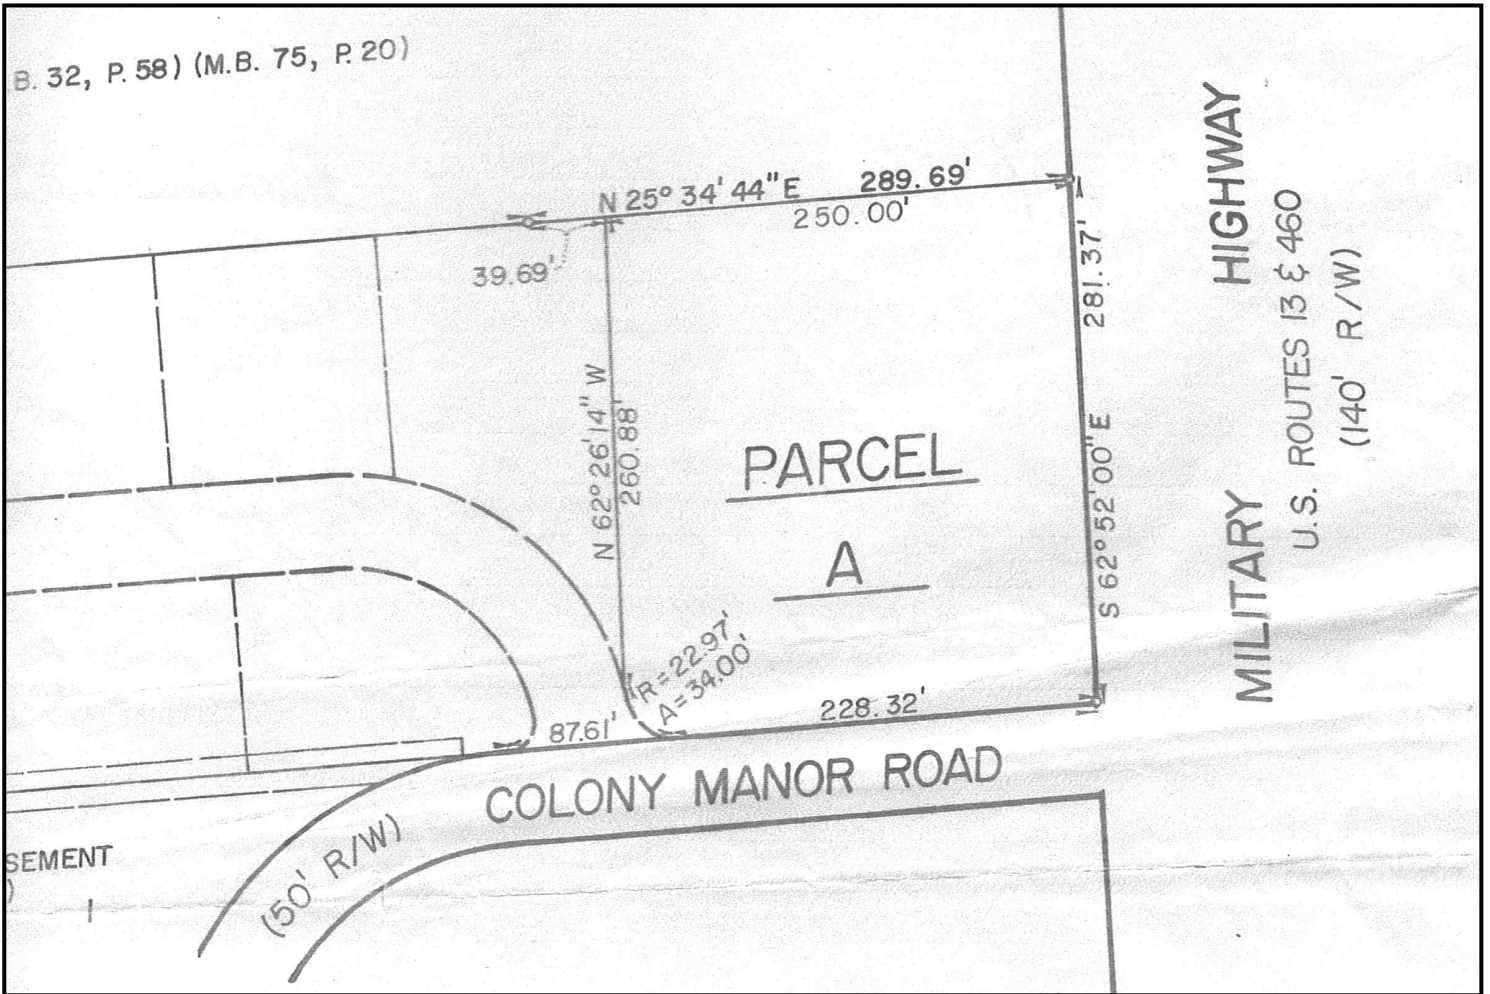 B. 32, P. 58) (M.B. 75, P. 20)
N 25° 34' 44" E 289.69'
250.00'
39.69'
281.37'
S 62° 52' 00" E
N 62° 26' 14" W
260.88'
PARCEL
A
R = 22.97'
A = 34.00'
87.61'
228.32'
COLONY MANOR ROAD
(50' R/W)
MILITARY HIGHWAY
U.S. ROUTES 13 & 460
(140' R/W)
SEMENT
)